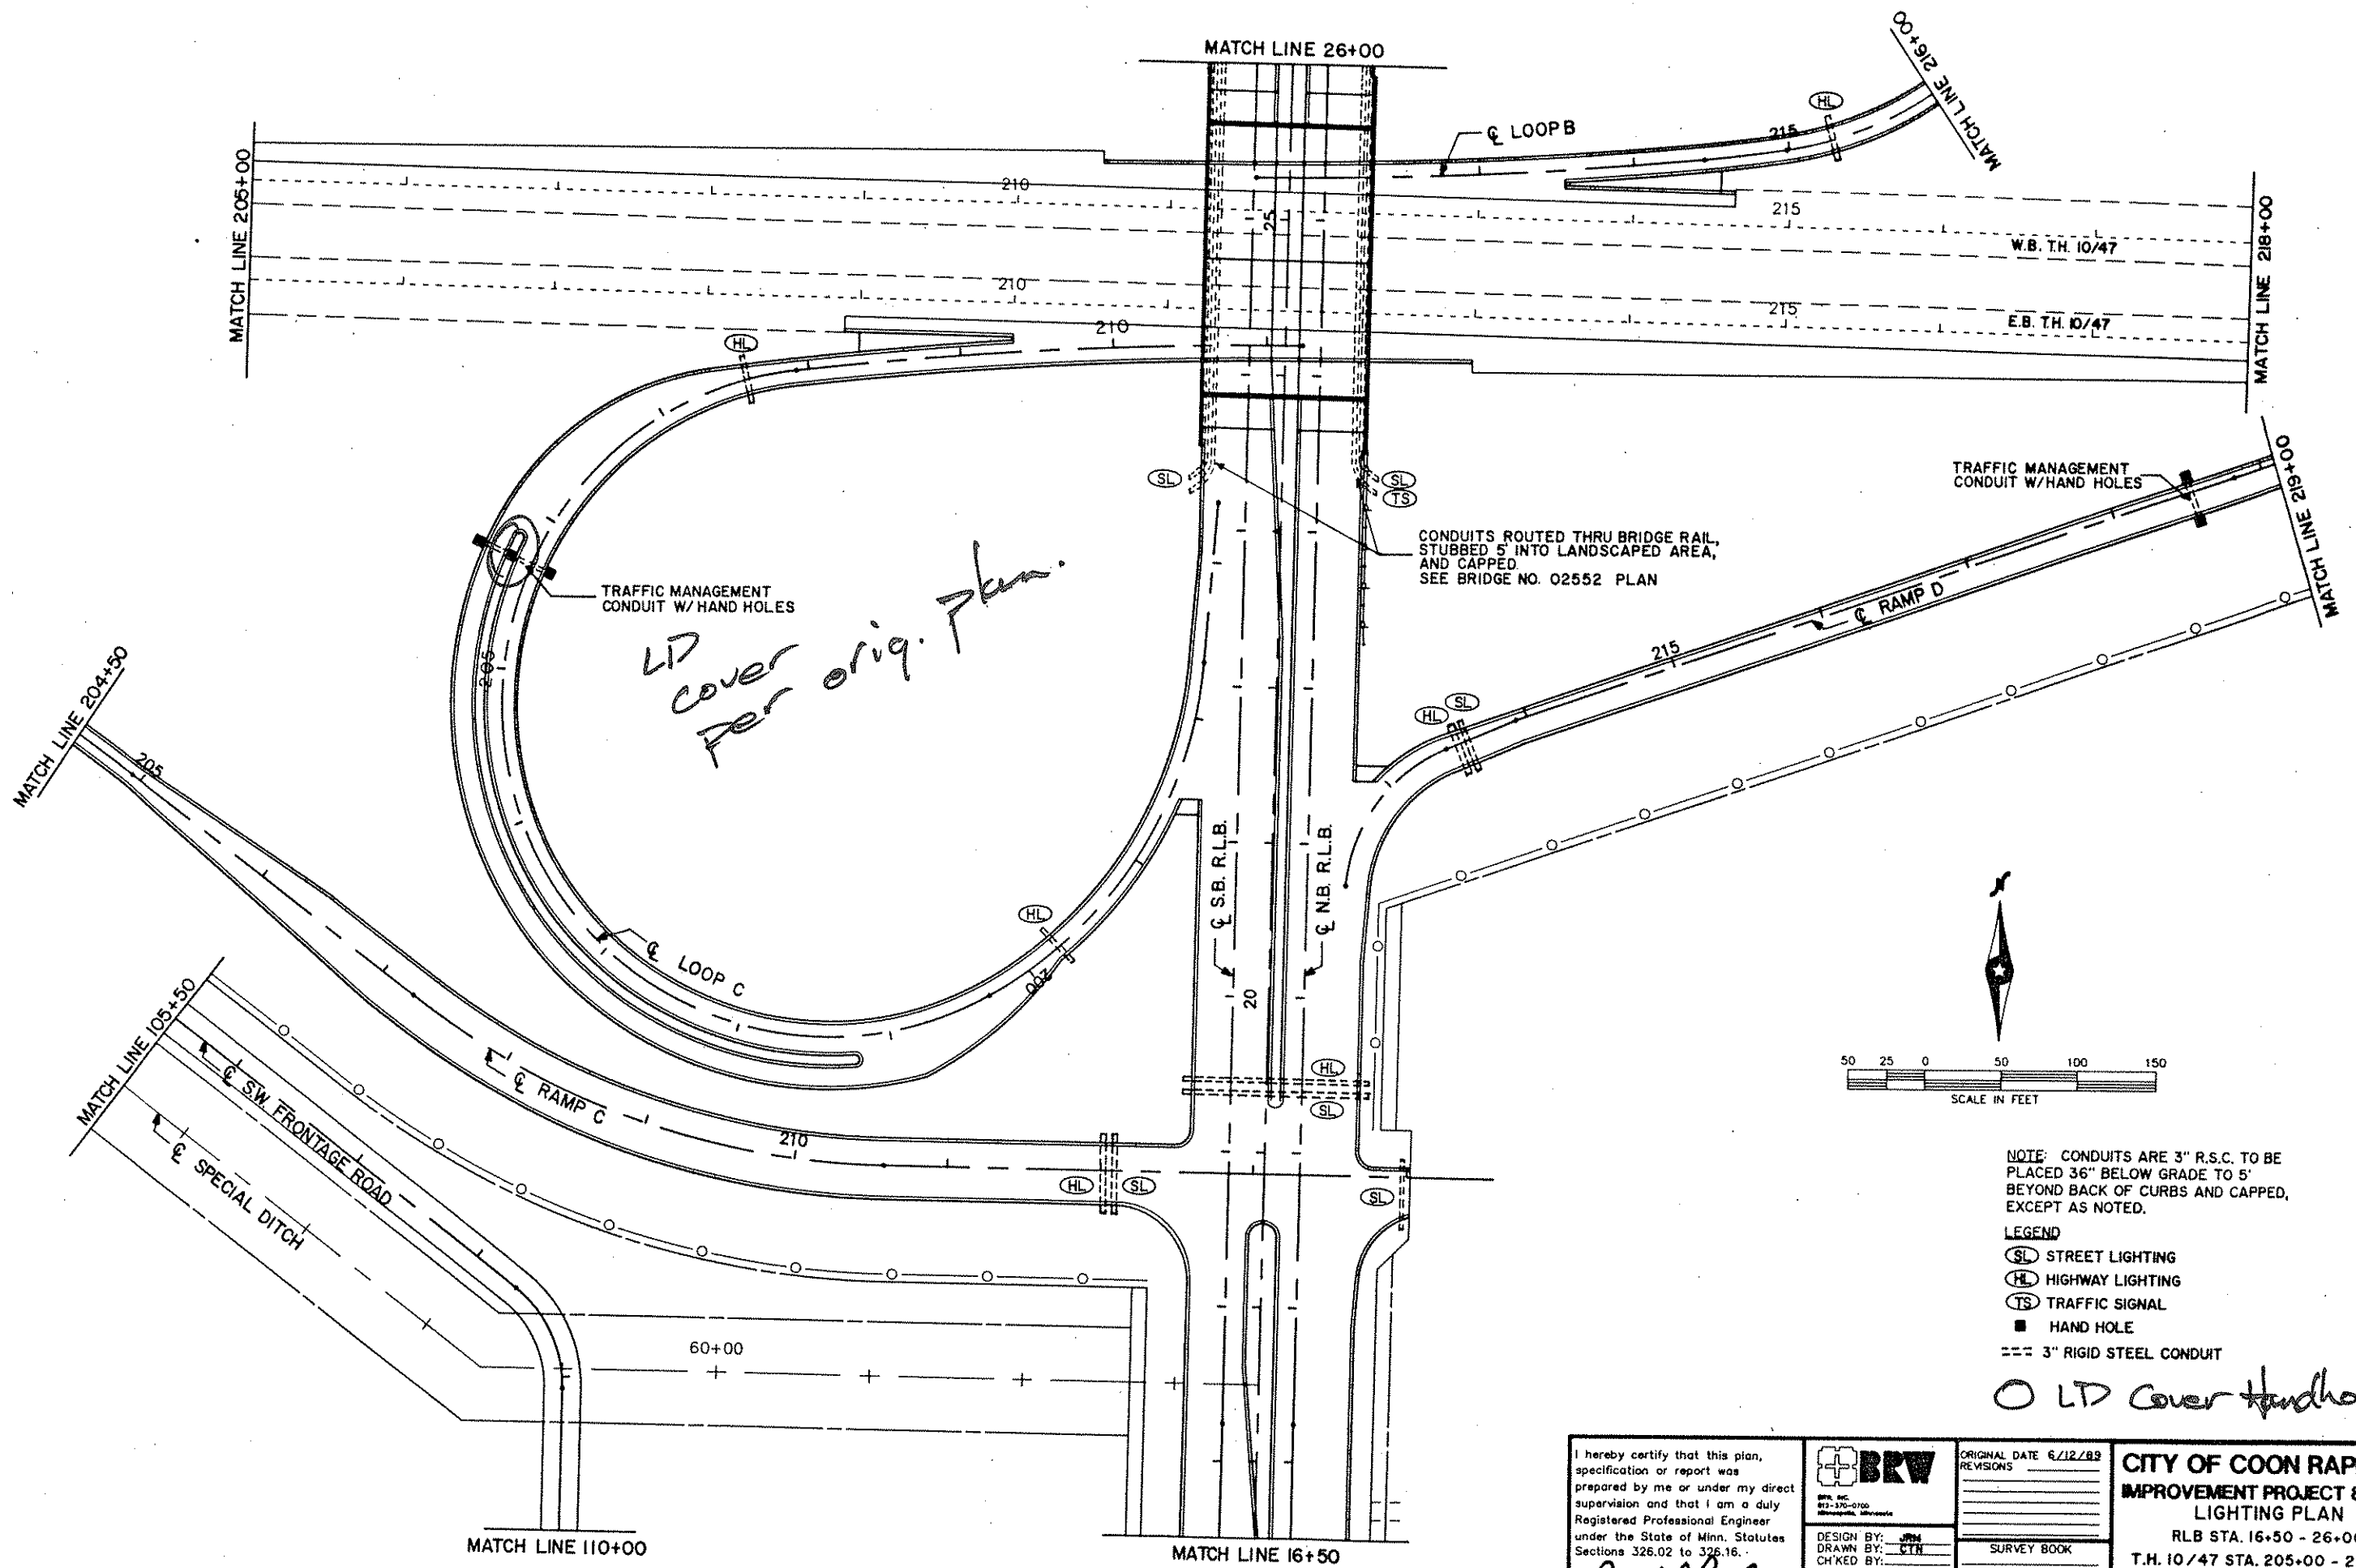 MATCH LINE 26+00
MATCH LINE 216+00
HL
℄ LOOP B
215
MATCH LINE 205+00
210
25
215
W.B. T.H. 10/47
MATCH LINE 218+00
210
215
E.B. T.H. 10/47
210
HL
SL
SL
TS
TRAFFIC MANAGEMENT
CONDUIT W/HAND HOLES
MATCH LINE 219+00
CONDUITS ROUTED THRU BRIDGE RAIL,
STUBBED 5' INTO LANDSCAPED AREA,
AND CAPPED.
SEE BRIDGE NO. 02552 PLAN
TRAFFIC MANAGEMENT
CONDUIT W/HAND HOLES
LD
cover
per orig. plan.
℄ RAMP D
215
205
MATCH LINE 204+50
205
HL
SL
℄ S.B. R.L.B.
℄ N.B. R.L.B.
HL
℄ LOOP C
200
20
MATCH LINE 105+50
℄ S.W. FRONTAGE ROAD
℄ SPECIAL DITCH
℄ RAMP C
210
HL
SL
HL
SL
SL
50 25 0 50 100 150
SCALE IN FEET
NOTE: CONDUITS ARE 3" R.S.C. TO BE
PLACED 36" BELOW GRADE TO 5'
BEYOND BACK OF CURBS AND CAPPED,
EXCEPT AS NOTED.
LEGEND
SL STREET LIGHTING
HL HIGHWAY LIGHTING
TS TRAFFIC SIGNAL
HAND HOLE
3" RIGID STEEL CONDUIT
LD Cover Handho
60+00
MATCH LINE 110+00
MATCH LINE 16+50
I hereby certify that this plan,
specification or report was
prepared by me or under my direct
supervision and that I am a duly
Registered Professional Engineer
under the State of Minn. Statutes
Sections 326.02 to 326.16.
BRW
BRW, INC.
612-370-0700
Minneapolis, Minnesota
DESIGN BY: JRM
DRAWN BY: CTN
CH'KED BY:
ORIGINAL DATE 6/12/89
REVISIONS
SURVEY BOOK
CITY OF COON RAP
IMPROVEMENT PROJECT 8
LIGHTING PLAN
RLB STA. 16+50 - 26+0
T.H. 10/47 STA. 205+00 - 2